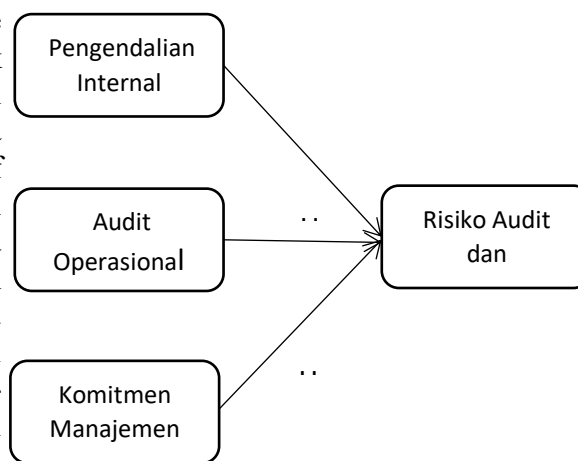 Pengendalian
Internal
Audit
Operasional
Risiko Audit
dan
Komitmen
Manajemen